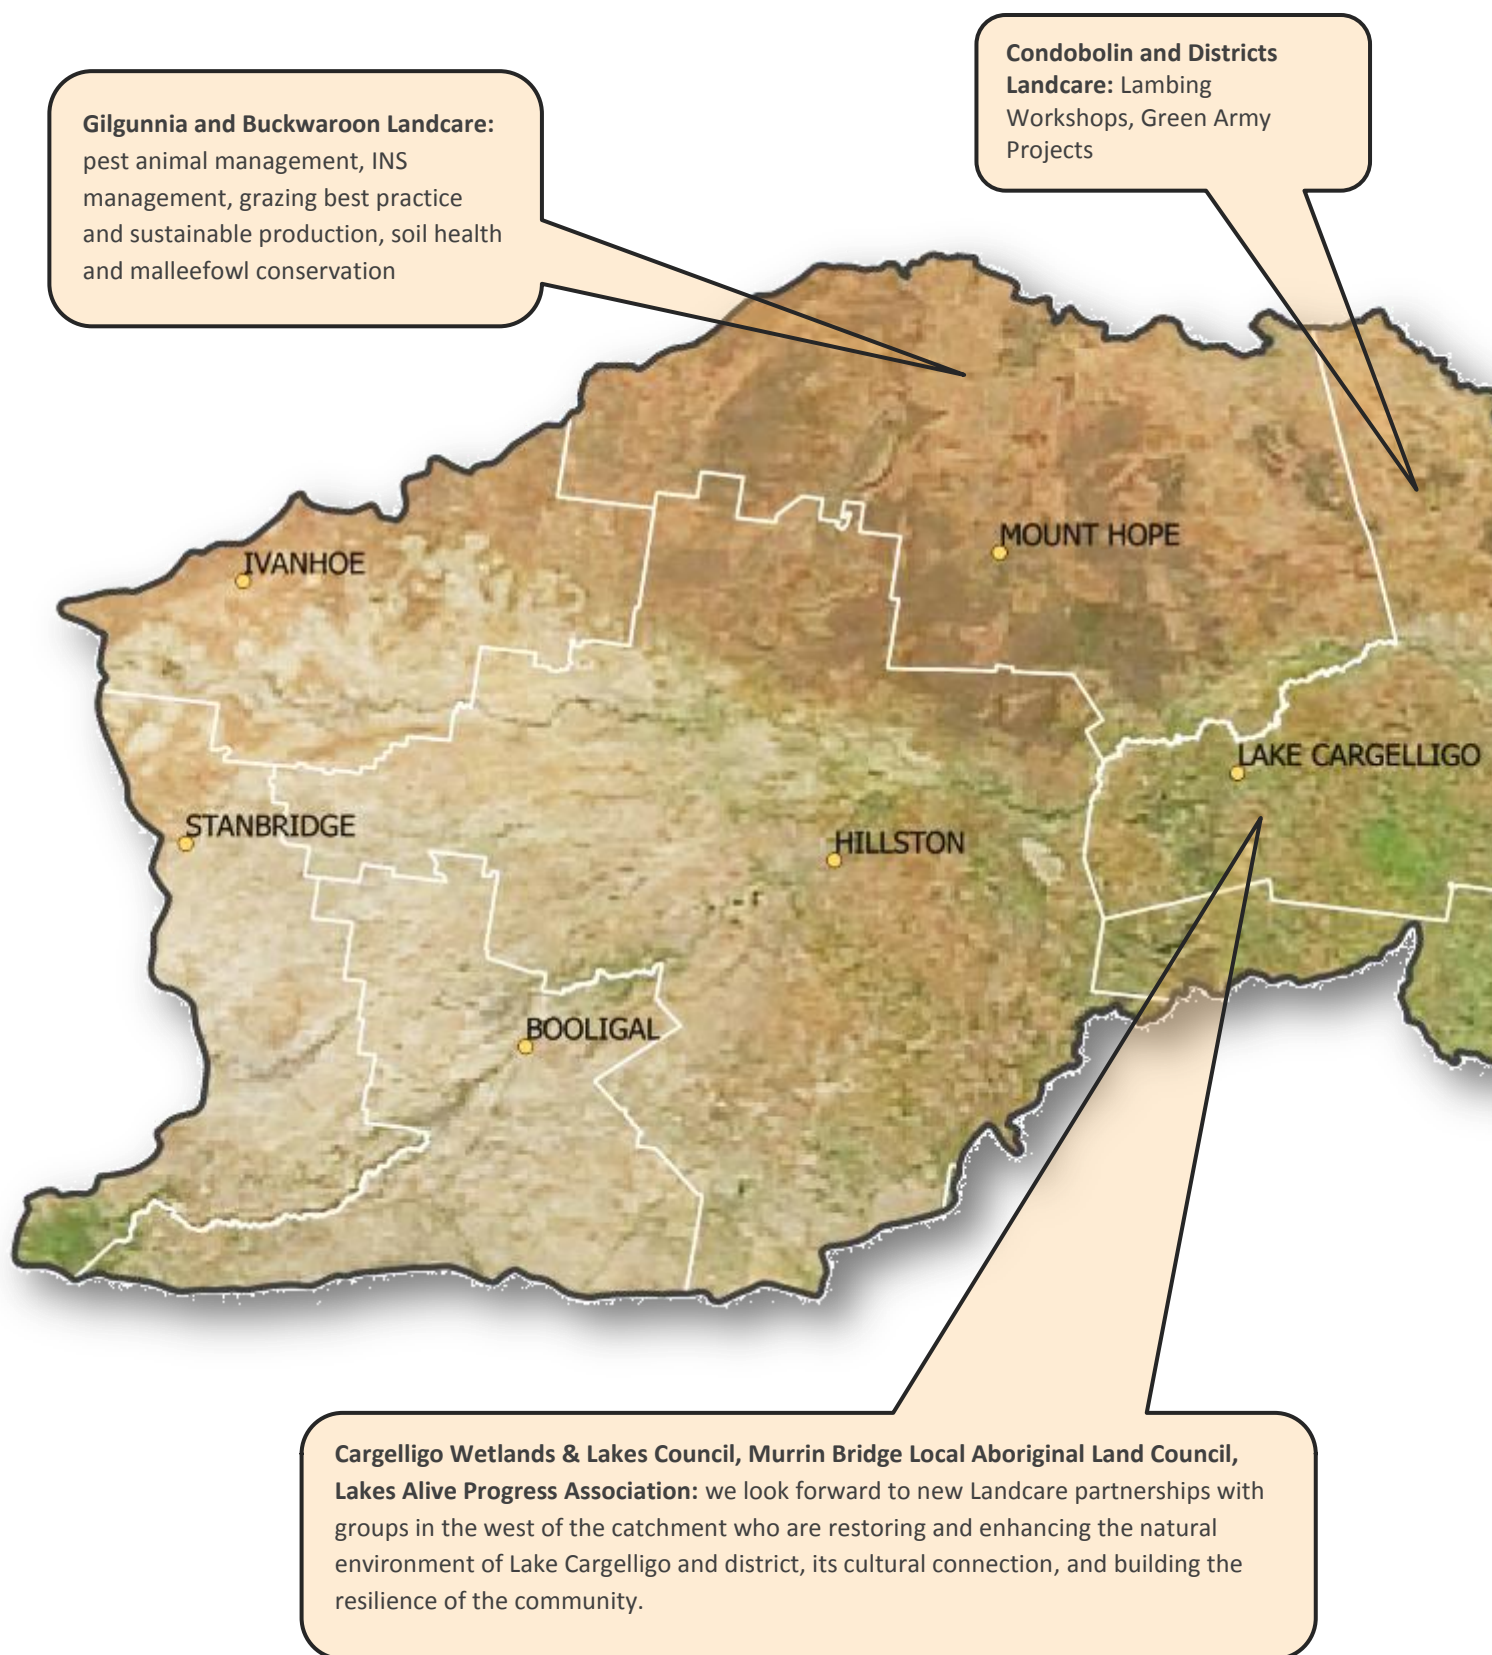 Condobolin and Districts
Landcare: Lambing
Workshops, Green Army
Projects
Gilgunnia and Buckwaroon Landcare:
pest animal management, INS
management, grazing best practice
and sustainable production, soil health
and malleefowl conservation
MOUNT HOPE
IVANHOE
LAKE CARGELLIGO
STANBRIDGE
HILLSTON
BOOLIGAL
Cargelligo Wetlands & Lakes Council, Murrin Bridge Local Aboriginal Land Council,
Lakes Alive Progress Association: we look forward to new Landcare partnerships with
groups in the west of the catchment who are restoring and enhancing the natural
environment of Lake Cargelligo and district, its cultural connection, and building the
resilience of the community.